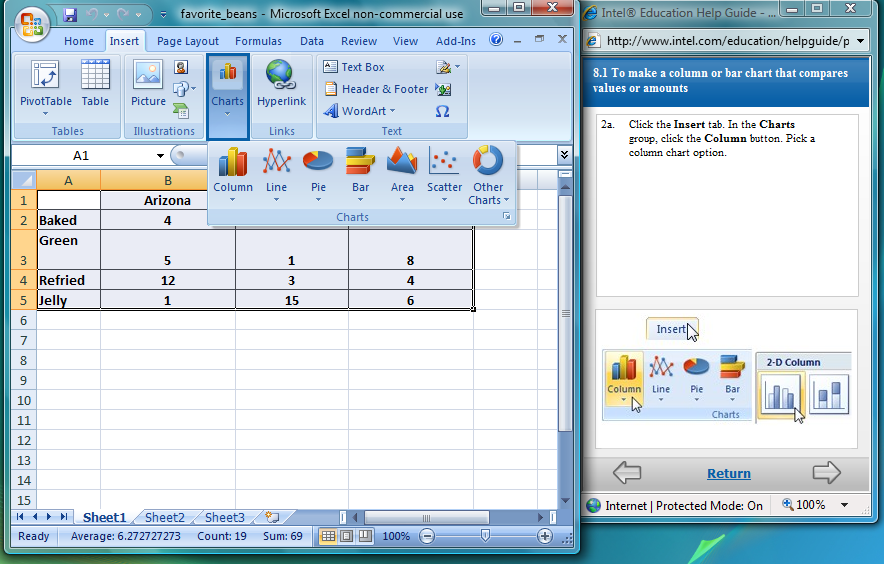 favorite_beans - Microsoft Excel non-commercial use
Home Insert Page Layout Formulas Data Review View Add-Ins
PivotTable Table Picture Charts Hyperlink Text Box
Header & Footer
WordArt
Tables Illustrations Links Text
A1
Column Line Pie Bar Area Scatter Other Charts
Charts
A B
1 Arizona
2 Baked 4
3 Green 5 1 8
4 Refried 12 3 4
5 Jelly 1 15 6
6
7
8
9
10
11
12
13
14
15
Sheet1 Sheet2 Sheet3
Ready Average: 6.272727273 Count: 19 Sum: 69 100%
Intel® Education Help Guide - ...
http://www.intel.com/education/helpguide/p
8.1 To make a column or bar chart that compares
values or amounts
2a. Click the Insert tab. In the Charts
group, click the Column button. Pick a
column chart option.
Insert
Column Line Pie Bar
Charts
2-D Column
Return
Internet | Protected Mode: On 100%